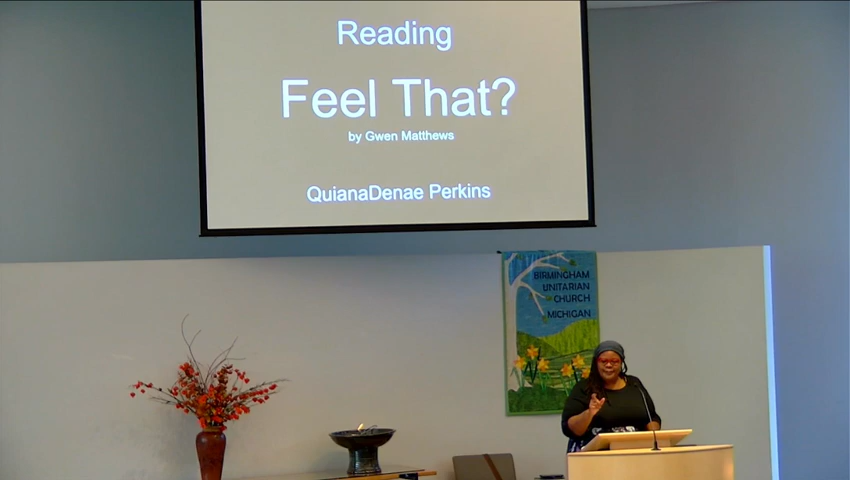 Reading
Feel That?
by Gwen Matthews
QuianaDenae Perkins
BIRMINGHAM
UNITARIAN
CHURCH
MICHIGAN